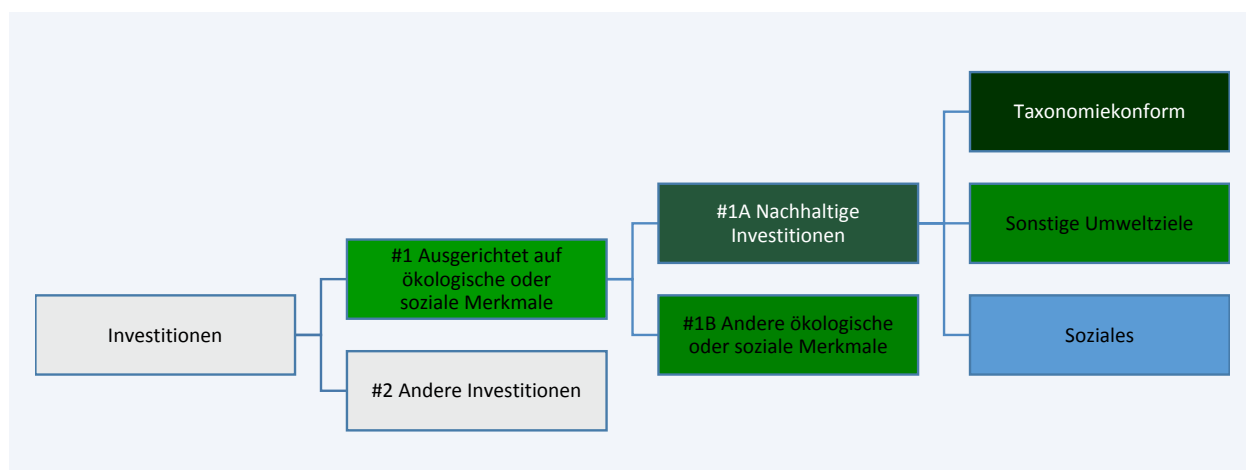 Investitionen
#1 Ausgerichtet auf
ökologische oder
soziale Merkmale
#2 Andere Investitionen
#1A Nachhaltige
Investitionen
#1B Andere ökologische
oder soziale Merkmale
Taxonomiekonform
Sonstige Umweltziele
Soziales